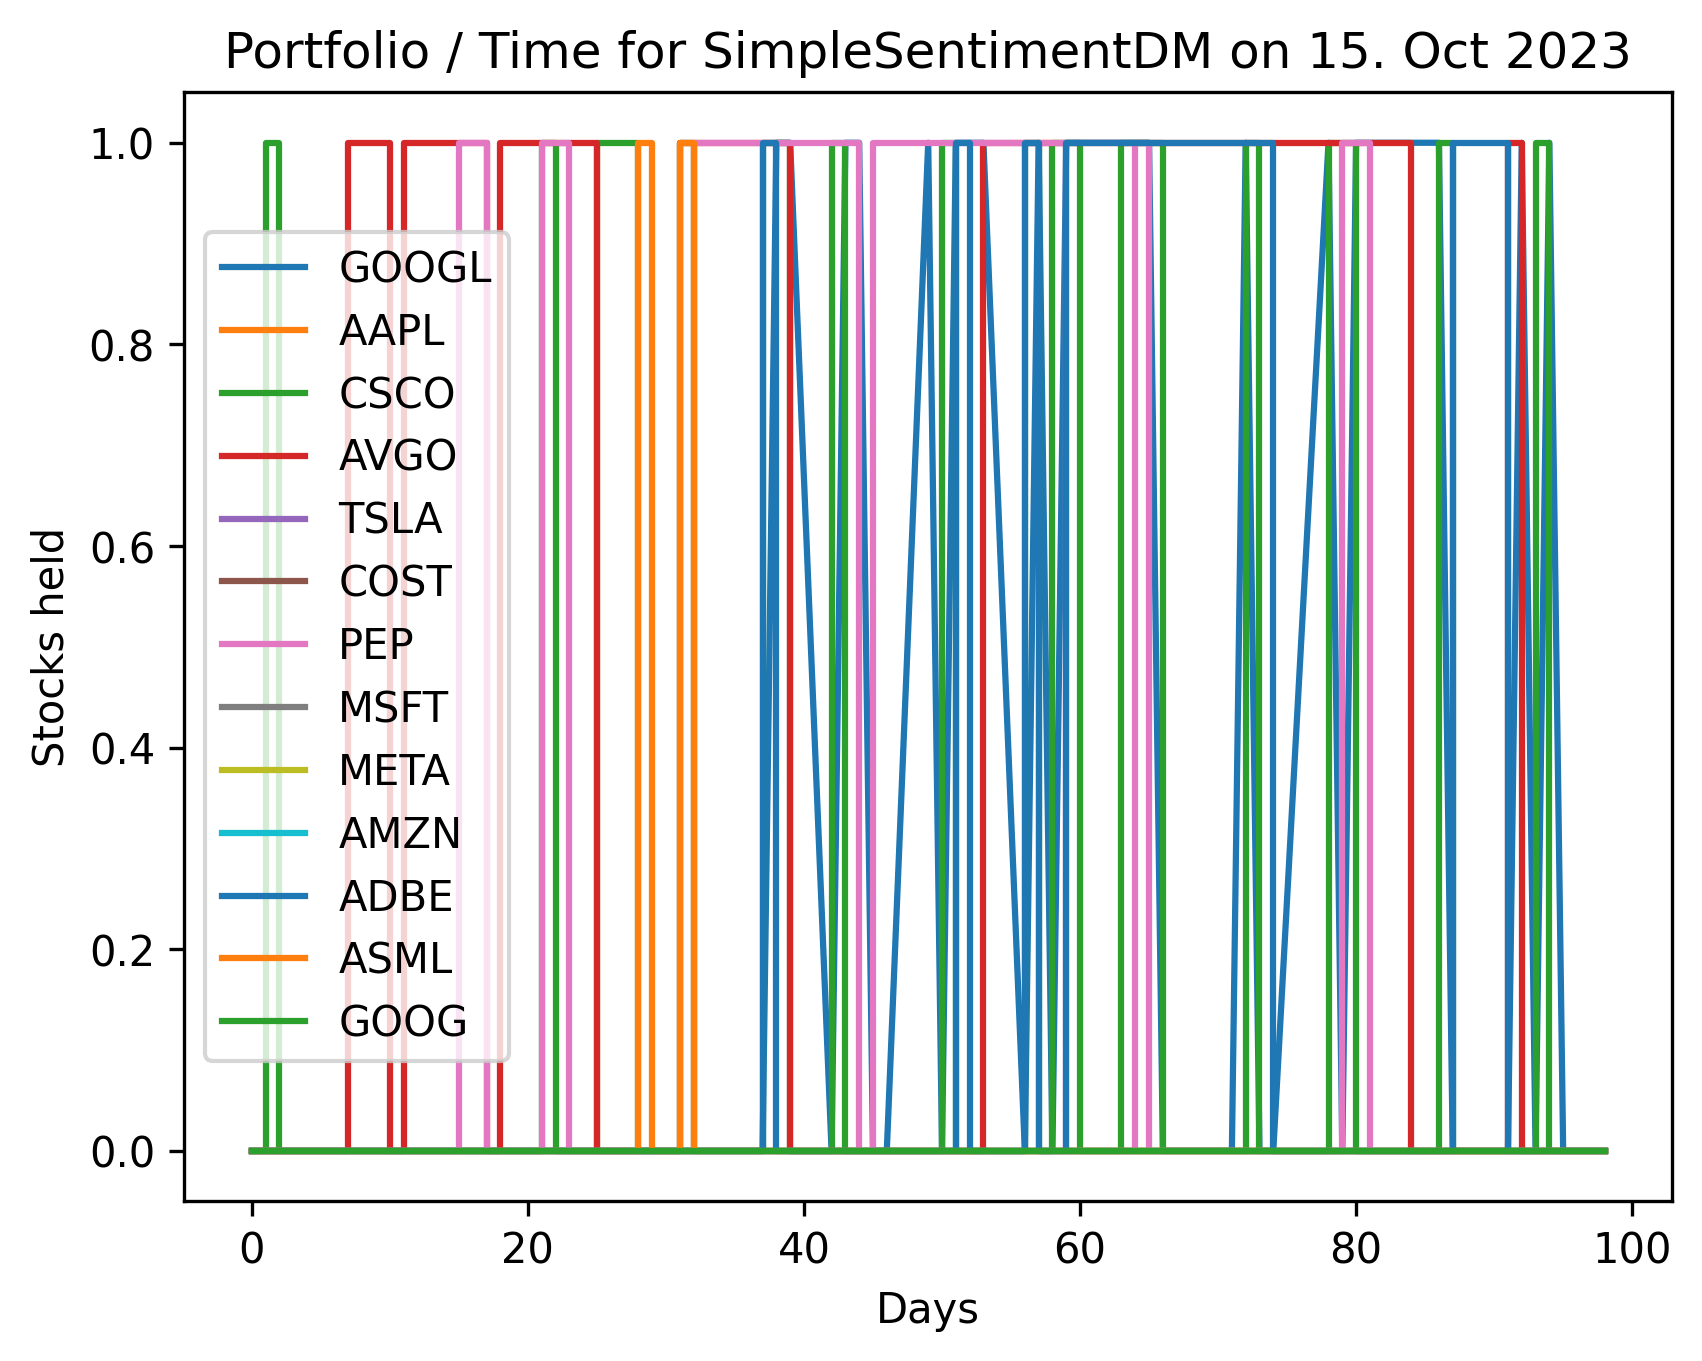 Portfolio / Time for SimpleSentimentDM on 15. Oct 2023
1.0
0.8
0.6
0.4
0.2
0.0
Stocks held
GOOGL
AAPL
CSCO
AVGO
TSLA
COST
PEP
MSFT
META
AMZN
ADBE
ASML
GOOG
0 20 40 60 80 100
Days